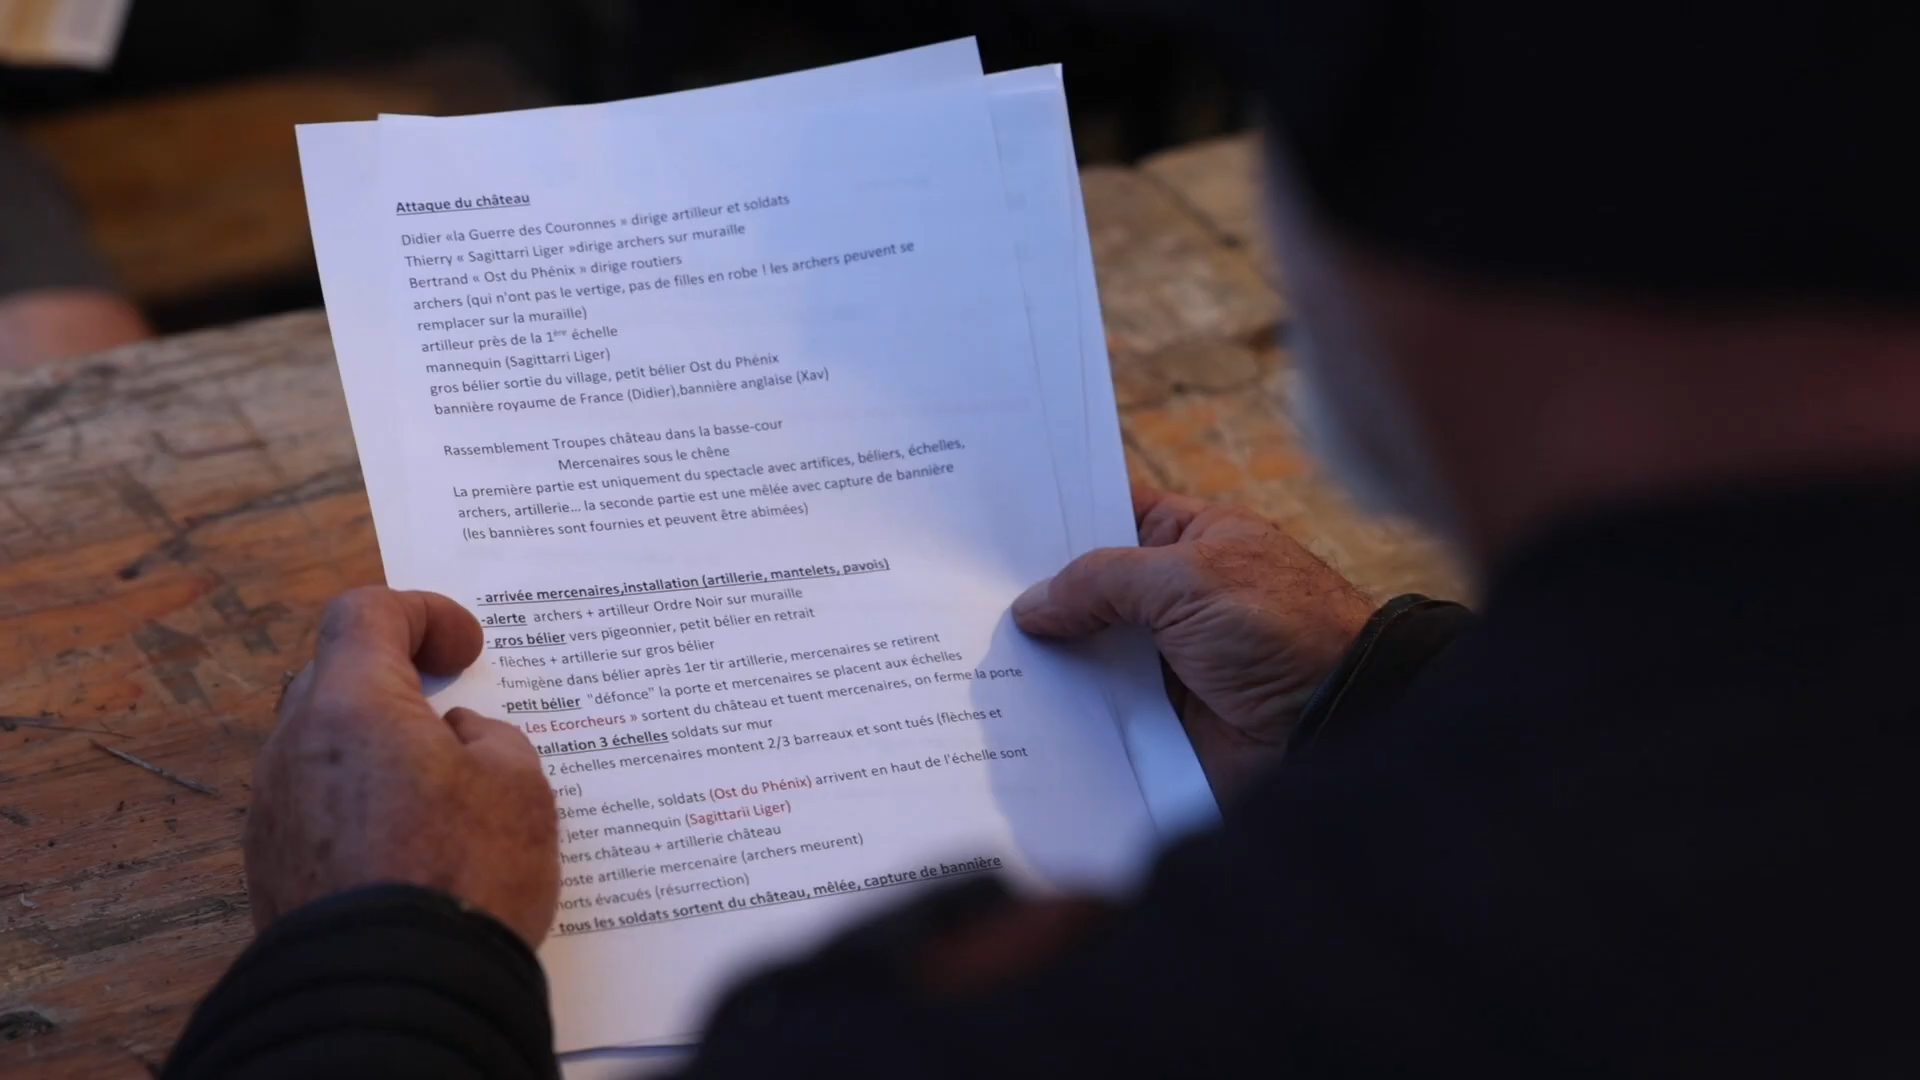 Attaque du château
Didier «la Guerre des Couronnes » dirige artilleur et soldats
Thierry « Sagittarri Liger »dirige archers sur muraille
Bertrand « Ost du Phénix » dirige routiers
archers (qui n'ont pas le vertige, pas de filles en robe ! les archers peuvent se
remplacer sur la muraille)
artilleur près de la 1ère échelle
mannequin (Sagittarri Liger)
gros bélier sortie du village, petit bélier Ost du Phénix
bannière royaume de France (Didier),bannière anglaise (Xav)
Rassemblement Troupes château dans la basse-cour
Mercenaires sous le chêne
La première partie est uniquement du spectacle avec artifices, béliers, échelles,
archers, artillerie... la seconde partie est une mêlée avec capture de bannière
(les bannières sont fournies et peuvent être abimées)
- arrivée mercenaires,installation (artillerie, mantelets, pavois)
-alerte archers + artilleur Ordre Noir sur muraille
- gros bélier vers pigeonnier, petit bélier en retrait
- flèches + artillerie sur gros bélier
-fumigène dans bélier après 1er tir artillerie, mercenaires se retirent
-petit bélier "défonce" la porte et mercenaires se placent aux échelles
Les Ecorcheurs » sortent du château et tuent mercenaires, on ferme la porte
tallation 3 échelles soldats sur mur
2 échelles mercenaires montent 2/3 barreaux et sont tués (flèches et
erie)
3ème échelle, soldats (Ost du Phénix) arrivent en haut de l'échelle sont
, jeter mannequin (Sagittarii Liger)
hers château + artillerie château
poste artillerie mercenaire (archers meurent)
morts évacués (résurrection)
- tous les soldats sortent du château, mêlée, capture de bannière